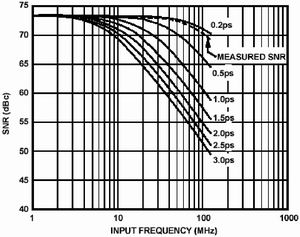 75
70
65
60
55
50
45
40
SNR (dBc)
0.2ps
MEASURED SNR
0.5ps
1.0ps
1.5ps
2.0ps
2.5ps
3.0ps
1 10 100 1000
INPUT FREQUENCY (MHz)